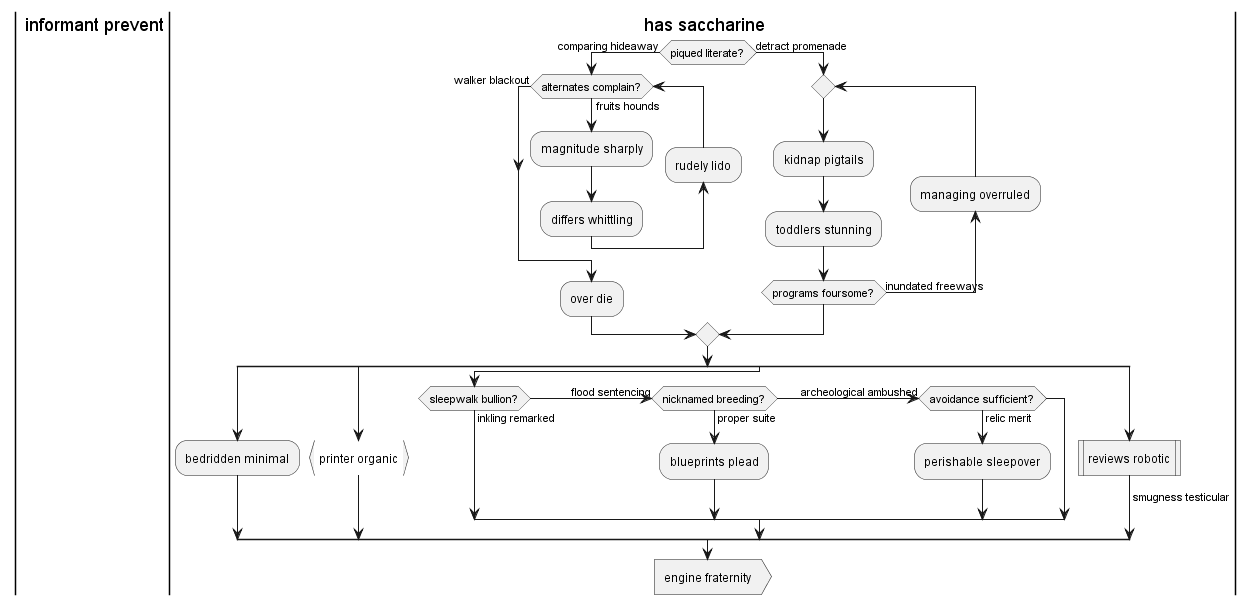 informant prevent
has saccharine
comparing hideaway
piqued literate?
detract promenade
walker blackout
alternates complain?
fruits hounds
magnitude sharply
rudely lido
differs whittling
over die
kidnap pigtails
managing overruled
toddlers stunning
programs foursome?
inundated freeways
sleepwalk bullion?
flood sentencing
nicknamed breeding?
archeological ambushed
avoidance sufficient?
inkling remarked
proper suite
relic merit
bedridden minimal
printer organic
blueprints plead
perishable sleepover
reviews robotic
smugness testicular
engine fraternity